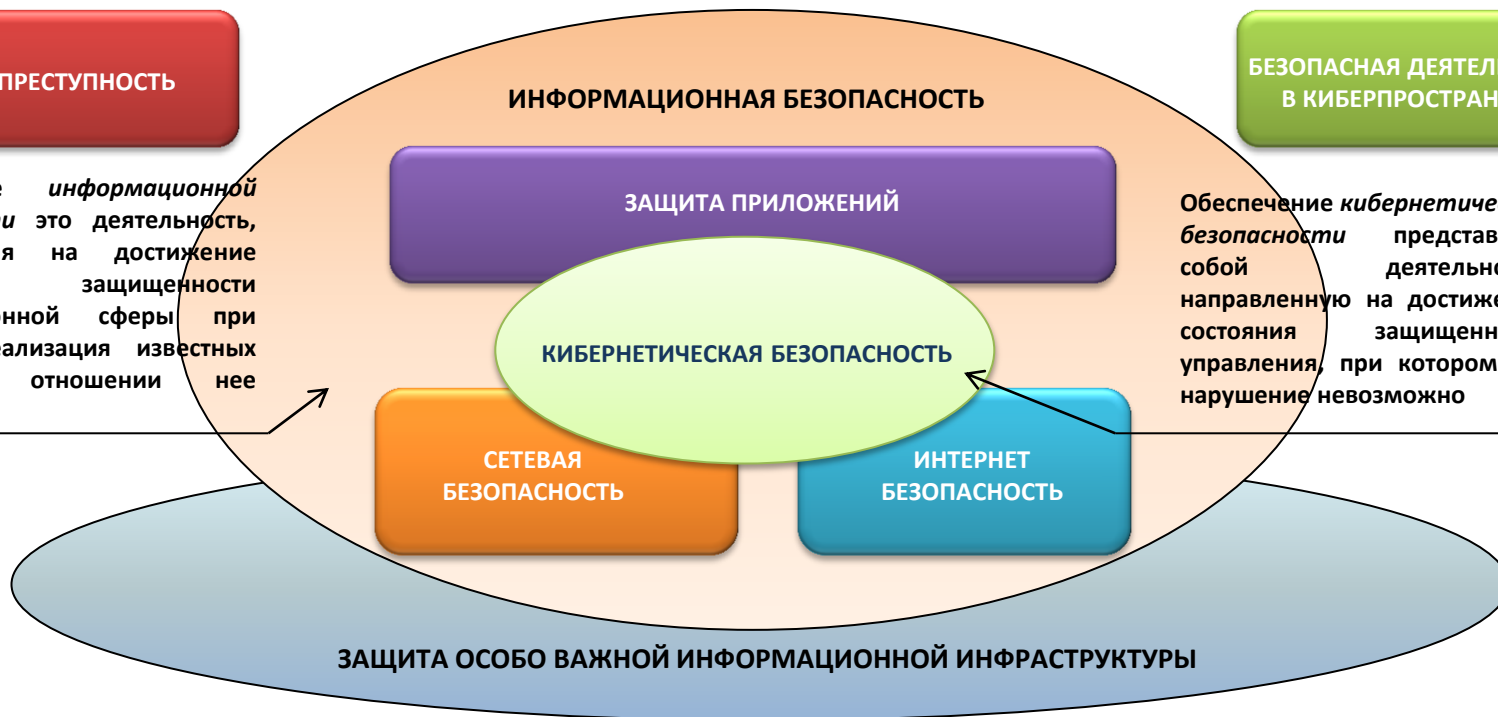 ПРЕСТУПНОСТЬ
ИНФОРМАЦИОННАЯ БЕЗОПАСНОСТЬ
БЕЗОПАСНАЯ ДЕЯТЕЛ
В КИБЕРПРОСТРАН
информационной
это деятельность,
на достижение
защищенности
сферы при
известных
отношении нее
ЗАЩИТА ПРИЛОЖЕНИЙ
Обеспечение кибернетиче
безопасности представ
собой деятельно
направленную на достиже
состояния защищенн
управления, при котором
нарушение невозможно
КИБЕРНЕТИЧЕСКАЯ БЕЗОПАСНОСТЬ
СЕТЕВАЯ
БЕЗОПАСНОСТЬ
ИНТЕРНЕТ
БЕЗОПАСНОСТЬ
ЗАЩИТА ОСОБО ВАЖНОЙ ИНФОРМАЦИОННОЙ ИНФРАСТРУКТУРЫ